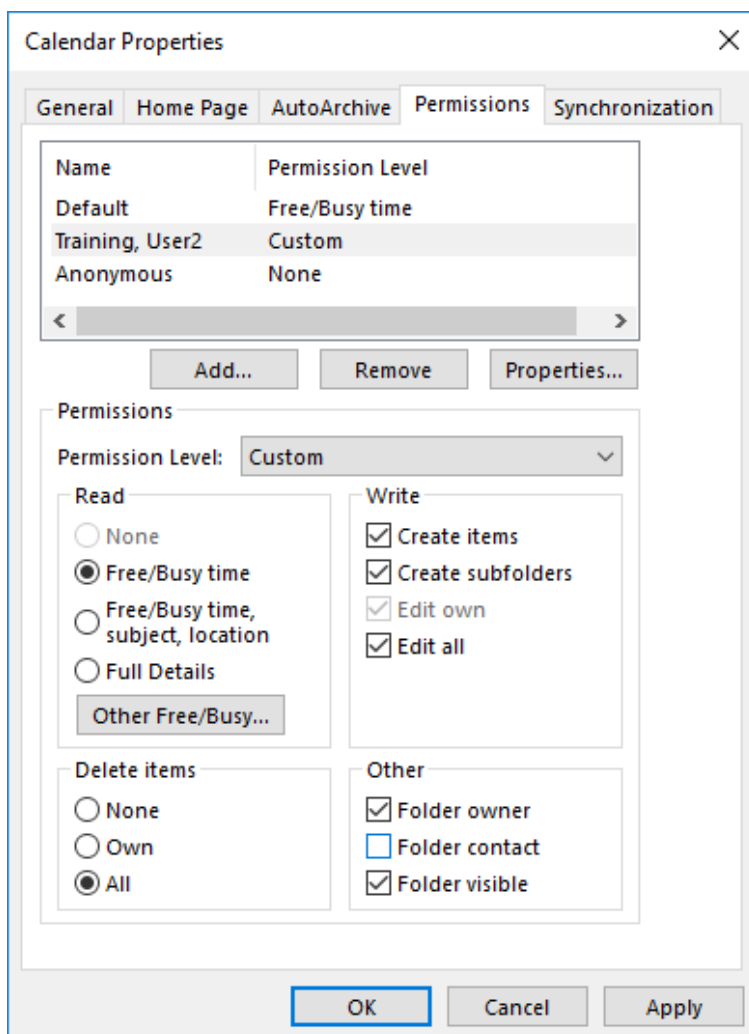 Calendar Properties
General Home Page AutoArchive Permissions Synchronization
Name Permission Level
Default Free/Busy time
Training, User2 Custom
Anonymous None
Add... Remove Properties...
Permissions
Permission Level: Custom
Read
None
Free/Busy time
Free/Busy time,
subject, location
Full Details
Other Free/Busy...
Write
Create items
Create subfolders
Edit own
Edit all
Delete items
None
Own
All
Other
Folder owner
Folder contact
Folder visible
OK Cancel Apply